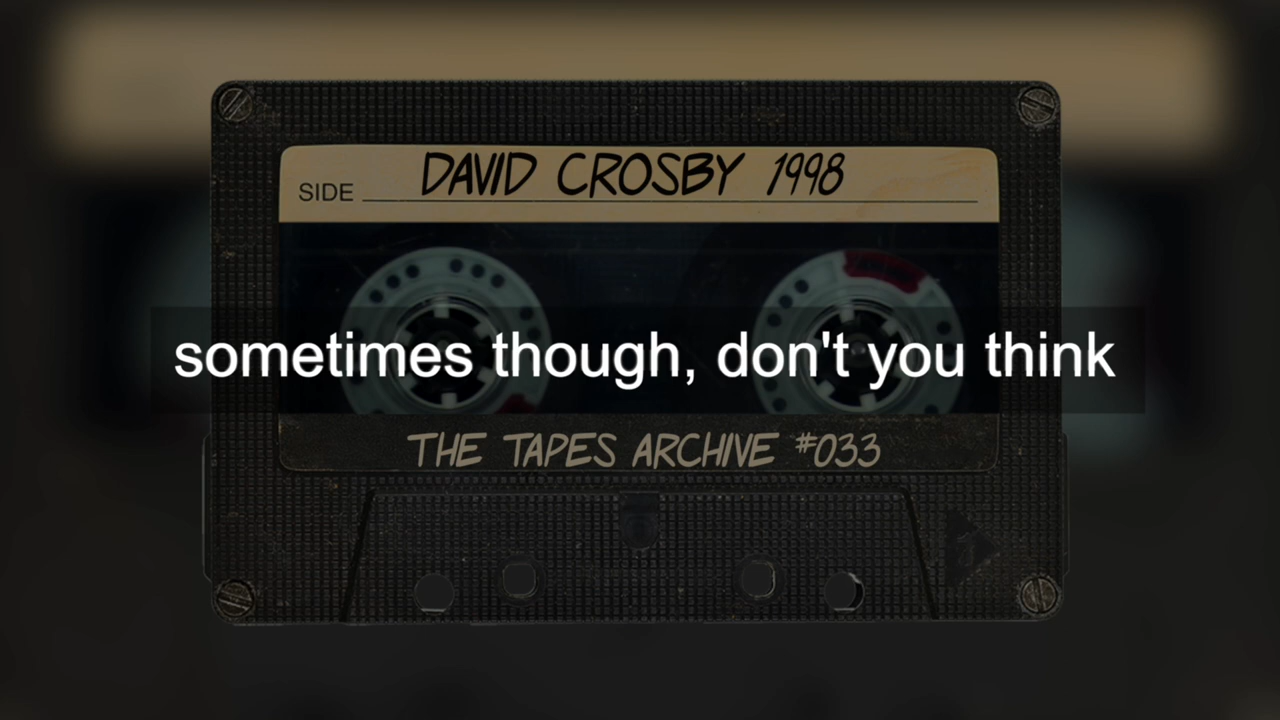 DAVID CROSBY 1998
SIDE
sometimes though, don't you think
THE TAPES ARCHIVE #033